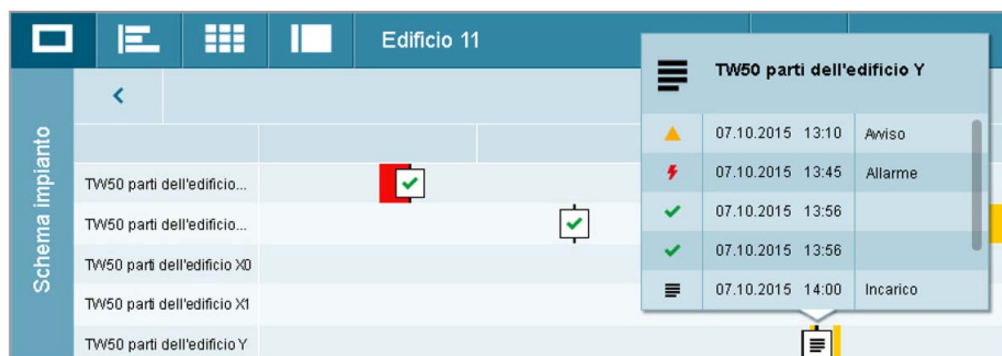 Edificio 11
TW50 parti dell'edificio Y
07.10.2015 13:10 Avviso
07.10.2015 13:45 Allarme
07.10.2015 13:56
07.10.2015 13:56
07.10.2015 14:00 Incarico
Schema impianto
TW50 parti dell'edificio...
TW50 parti dell'edificio...
TW50 parti dell'edificio X0
TW50 parti dell'edificio X1
TW50 parti dell'edificio Y